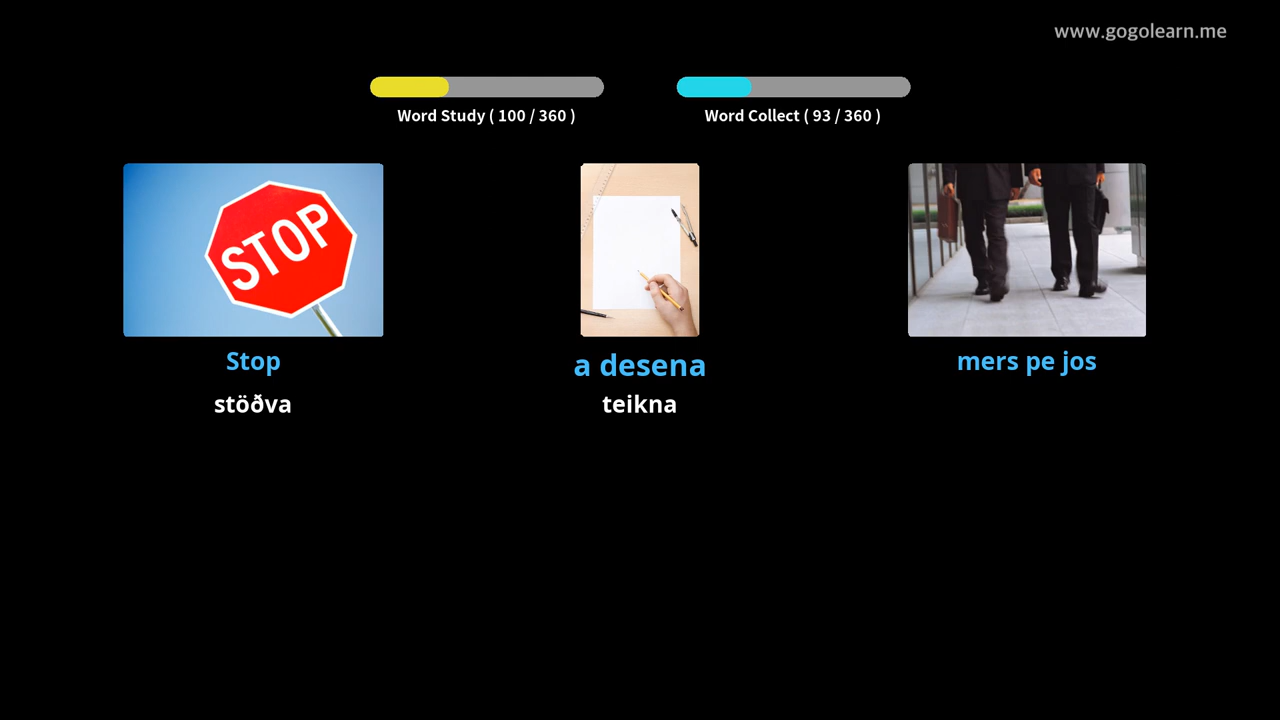 www.gogolearn.me
Word Study ( 100 / 360 )
Word Collect ( 93 / 360 )
STOP
Stop
a desena
mers pe jos
stöðva
teikna